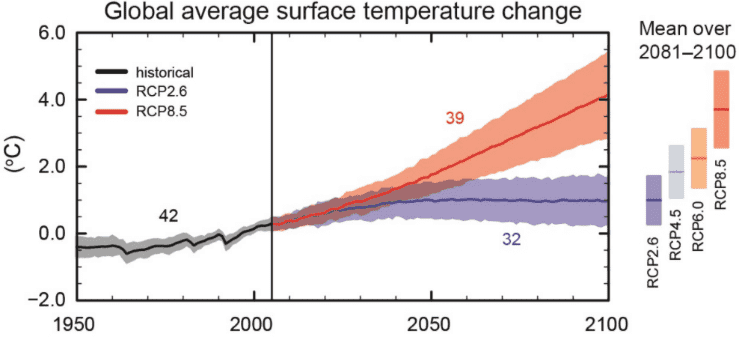 Global average surface temperature change
6.0
4.0
2.0
0.0
−2.0
(°C)
historical
RCP2.6
RCP8.5
42
39
32
1950
2000
2050
2100
Mean over
2081–2100
RCP2.6
RCP4.5
RCP6.0
RCP8.5